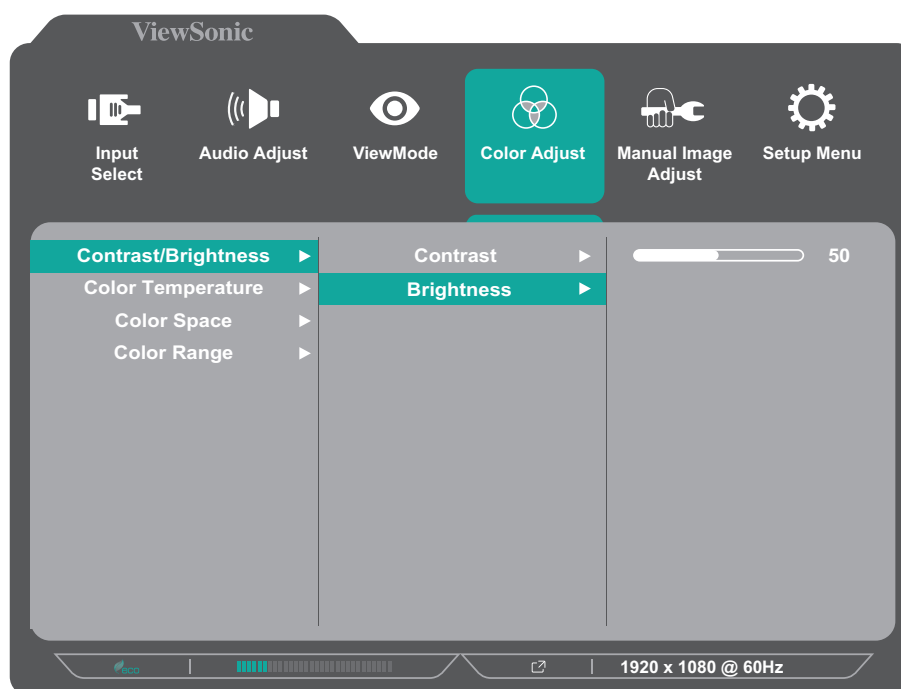 ViewSonic
Input
Select
Audio Adjust
ViewMode
Color Adjust
Manual Image
Adjust
Setup Menu
Contrast/Brightness
Color Temperature
Color Space
Color Range
Contrast
Brightness
50
eco
1920 x 1080 @ 60Hz